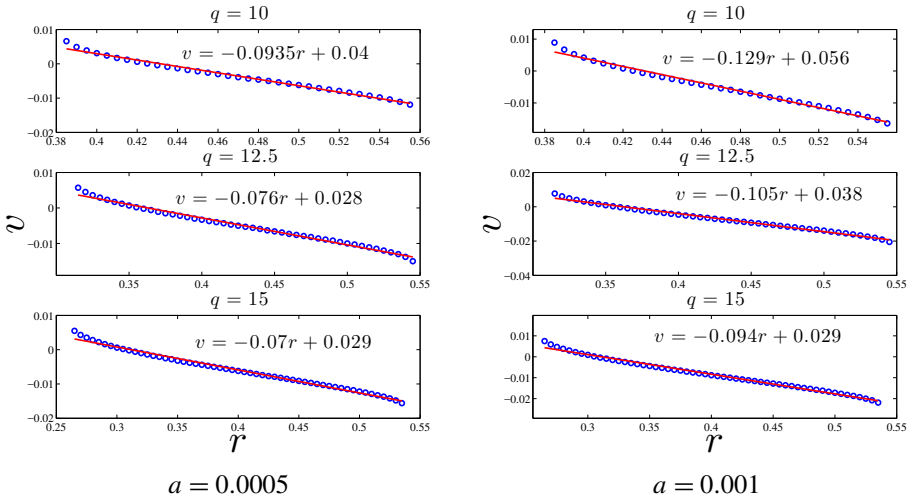 q = 10
0.01
0
−0.01
−0.02
v = −0.0935r + 0.04
0.38 0.4 0.42 0.44 0.46 0.48 0.5 0.52 0.54 0.56
q = 12.5
0.01
0
−0.01
v = −0.076r + 0.028
0.35 0.4 0.45 0.5 0.55
v
q = 15
0.01
0
−0.01
−0.02
v = −0.07r + 0.029
0.25 0.3 0.35 0.4 0.45 0.5 0.55
r
a = 0.0005
q = 10
0.01
0
−0.01
v = −0.129r + 0.056
0.38 0.4 0.42 0.44 0.46 0.48 0.5 0.52 0.54
q = 12.5
0.02
0
−0.02
−0.04
v = −0.105r + 0.038
0.35 0.4 0.45 0.5 0.55
v
q = 15
0.01
0
−0.01
−0.02
v = −0.094r + 0.029
0.3 0.35 0.4 0.45 0.5 0.55
r
a = 0.001